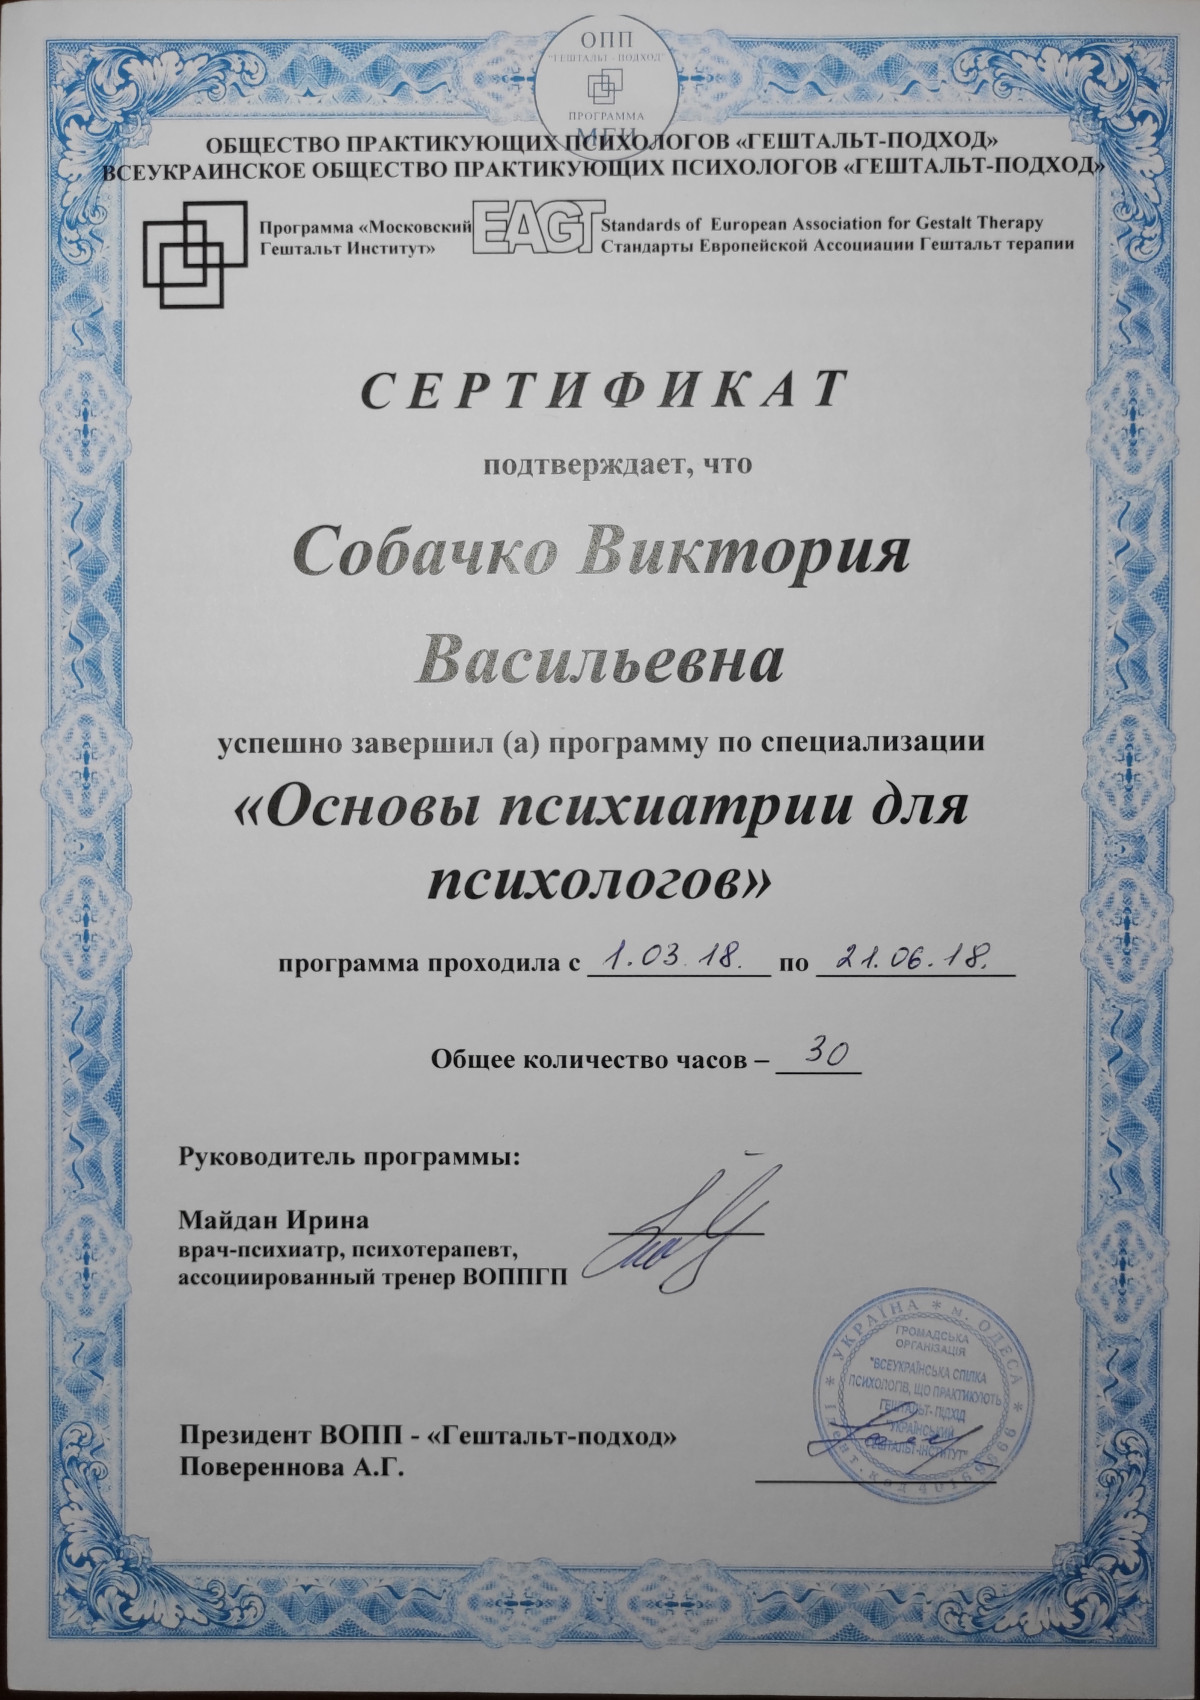 ОПП
"ГЕШТАЛЬТ - ПОДХОД"
ПРОГРАММА
МГИ
ОБЩЕСТВО ПРАКТИКУЮЩИХ ПСИХОЛОГОВ «ГЕШТАЛЬТ-ПОДХОД»
ВСЕУКРАИНСКОЕ ОБЩЕСТВО ПРАКТИКУЮЩИХ ПСИХОЛОГОВ «ГЕШТАЛЬТ-ПОДХОД»
Программа «Московский
Гештальт Институт»
EAGT
Standards of European Association for Gestalt Therapy
Стандарты Европейской Ассоциации Гештальт терапии
СЕРТИФИКАТ
подтверждает, что
Собачко Виктория
Васильевна
успешно завершил (а) программу по специализации
«Основы психиатрии для
психологов»
программа проходила с 1.03.18. по 21.06.18.
Общее количество часов – 30
Руководитель программы:
Майдан Ирина
врач-психиатр, психотерапевт,
ассоциированный тренер ВОППГП
УКРАЇНА * м. ОДЕСА *
ГРОМАДСЬКА
ОРГАНІЗАЦІЯ
"ВСЕУКРАЇНСЬКА СПІЛКА
ПСИХОЛОГІВ, ЩО ПРАКТИКУЮТЬ
ГЕШТАЛЬТ-ПІДХІД
"УКРАЇНСЬКИЙ
ГЕШТАЛЬТ-ІНСТИТУТ"
Президент ВОПП - «Гештальт-подход»
Повереннова А.Г.